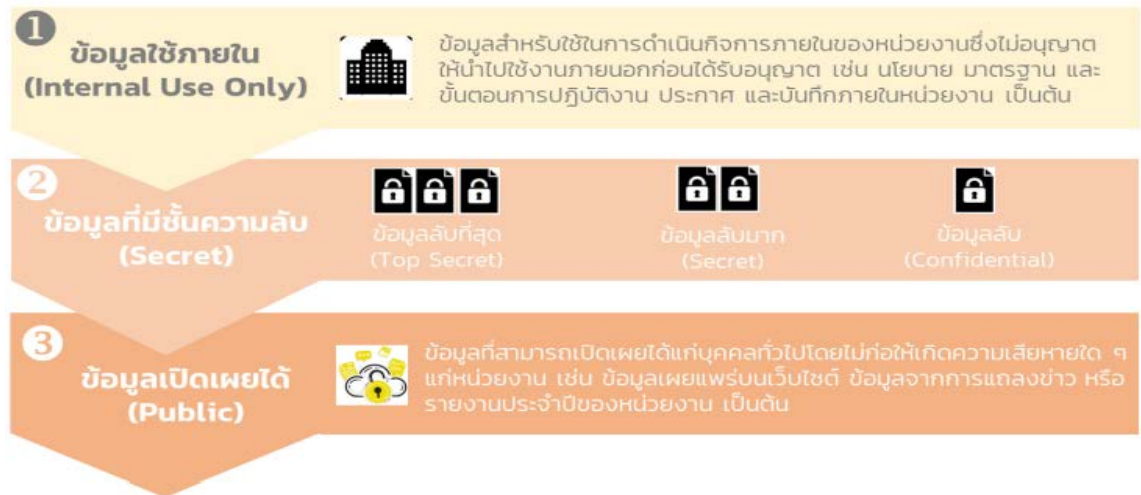 1
ข้อมูลใช้ภายใน
(Internal Use Only)
ข้อมูลสำหรับใช้ในการดำเนินกิจการภายในของหน่วยงานซึ่งไม่อนุญาต
ให้นำไปใช้งานภายนอกก่อนได้รับอนุญาต เช่น นโยบาย มาตรฐาน และ
ขั้นตอนการปฏิบัติงาน ประกาศ และบันทึกภายในหน่วยงาน เป็นต้น
2
ข้อมูลที่มีชั้นความลับ
(Secret)
ข้อมูลลับที่สุด
(Top Secret)
ข้อมูลลับมาก
(Secret)
ข้อมูลลับ
(Confidential)
3
ข้อมูลเปิดเผยได้
(Public)
ข้อมูลที่สามารถเปิดเผยได้แก่บุคคลทั่วไปโดยไม่ก่อให้เกิดความเสียหายใด ๆ
แก่หน่วยงาน เช่น ข้อมูลเผยแพร่บนเว็บไซต์ ข้อมูลจากการแถลงข่าว หรือ
รายงานประจำปีของหน่วยงาน เป็นต้น